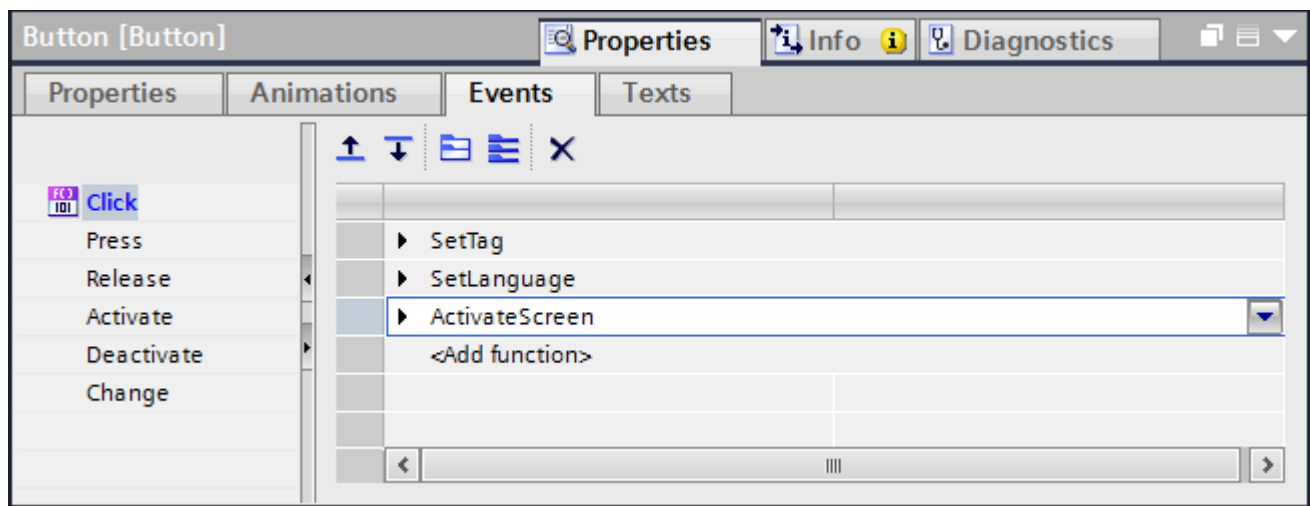 Button [Button] Properties Info Diagnostics
Properties Animations Events Texts
Click
Press
Release
Activate
Deactivate
Change
SetTag
SetLanguage
ActivateScreen
<Add function>